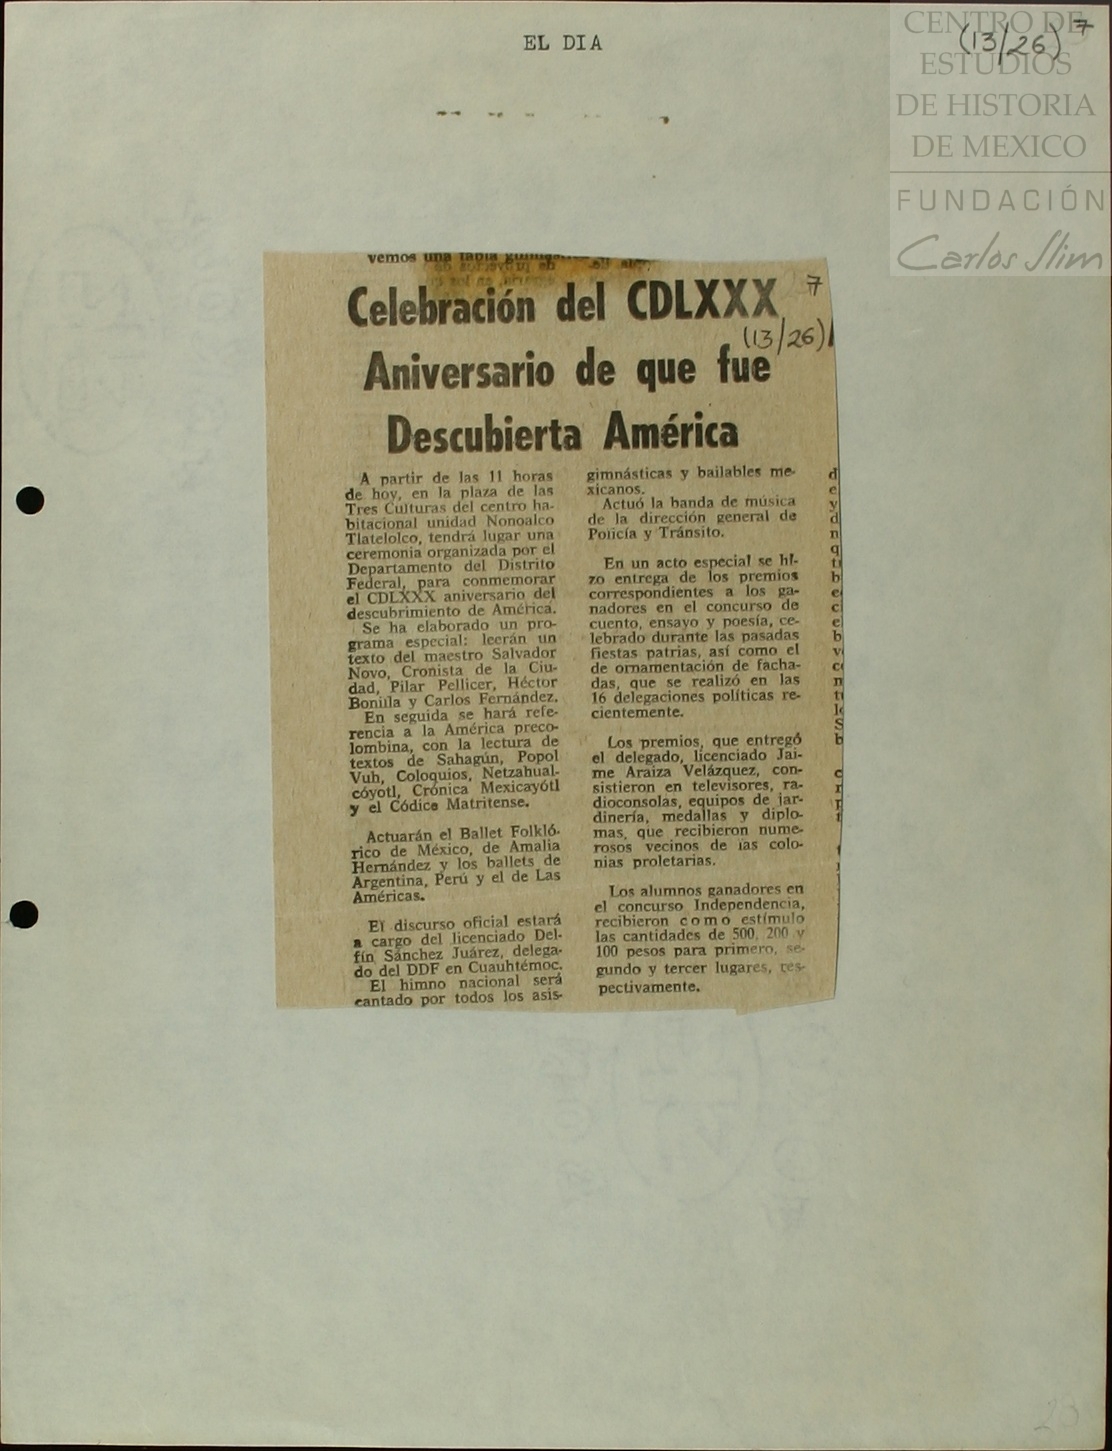 EL DIA
(13/26) 7
CENTRO DE
ESTUDIOS
DE HISTORIA
DE MEXICO
FUNDACIÓN
Carlos Slim
vemos una tapia
Celebración del CDLXXX
7
(13/26)
Aniversario de que fue
Descubierta América
A partir de las 11 horas
de hoy, en la plaza de las
Tres Culturas del centro ha-
bitacional unidad Nonoalco
Tlatelolco, tendrá lugar una
ceremonia organizada por el
Departamento del Distrito
Federal, para conmemorar
el CDLXXX aniversario del
descubrimiento de América.
Se ha elaborado un pro-
grama especial: leerán un
texto del maestro Salvador
Novo, Cronista de la Ciu-
dad, Pilar Pellicer, Héctor
Bonilla y Carlos Fernández.
En seguida se hará refe-
rencia a la América preco-
lombina, con la lectura de
textos de Sahagún, Popol
Vuh, Coloquios, Netzahual-
cóyotl, Crónica Mexicayótl
y el Códice Matritense.
Actuarán el Ballet Folkló-
rico de México, de Amalia
Hernández y los ballets de
Argentina, Perú y el de Las
Américas.
El discurso oficial estará
a cargo del licenciado Del-
fín Sánchez Juárez, delega-
do del DDF en Cuauhtémoc.
El himno nacional será
cantado por todos los asis-
gimnásticas y bailables me-
xicanos.
Actuó la banda de música
de la dirección general de
Policía y Tránsito.
En un acto especial se hi-
zo entrega de los premios
correspondientes a los ga-
nadores en el concurso de
cuento, ensayo y poesía, ce-
lebrado durante las pasadas
fiestas patrias, así como el
de ornamentación de facha-
das, que se realizó en las
16 delegaciones políticas re-
cientemente.
Los premios, que entregó
el delegado, licenciado Jai-
me Araiza Velázquez, con-
sistieron en televisores, ra-
dioconsolas, equipos de jar-
dinería, medallas y diplo-
mas, que recibieron nume-
rosos vecinos de las colo-
nias proletarias.
Los alumnos ganadores en
el concurso Independencia,
recibieron como estímulo
las cantidades de 500, 200 y
100 pesos para primero, se-
gundo y tercer lugares, res-
pectivamente.
23